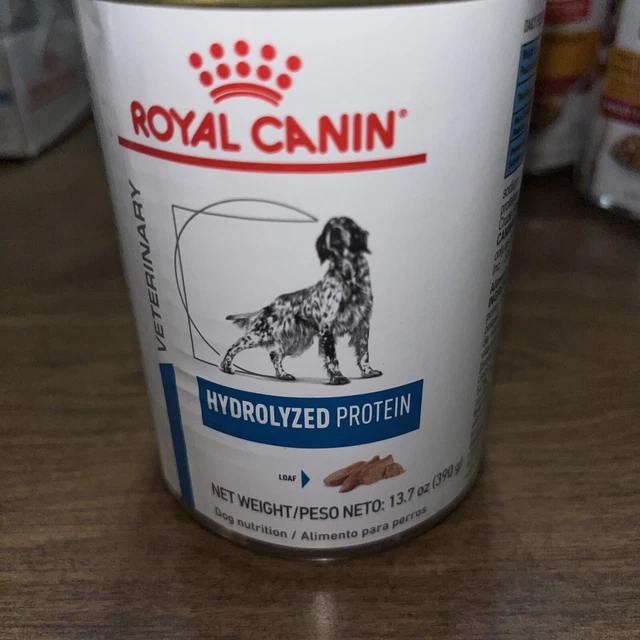 ROYAL CANIN®
VETERINARY
HYDROLYZED PROTEIN
LOAF
NET WEIGHT/PESO NETO: 13.7 oz (390 g)
Dog nutrition / Alimento para perros